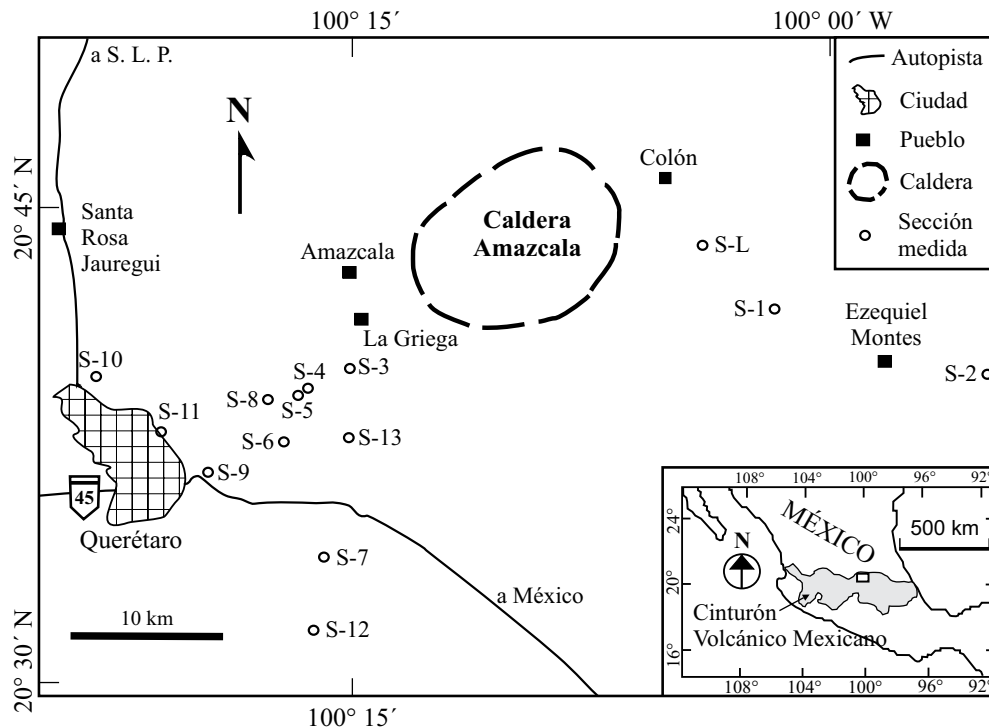 100° 15´
100° 00´ W
a S. L. P.
Autopista
Ciudad
Pueblo
Caldera
Sección
medida
N
20° 45´ N
Colón
Santa
Rosa
Jauregui
Caldera
Amazcala
Amazcala
S-L
La Griega
S-1
Ezequiel
Montes
S-10
S-4
S-3
S-2
S-8
S-5
S-11
S-6
S-13
S-9
45
Querétaro
S-7
a México
10 km
S-12
20° 30´ N
100° 15´
108°
104°
100°
96°
24°
MÉXICO
500 km
N
20°
Cinturón
Volcánico Mexicano
16°
108°
104°
100°
96°
92°